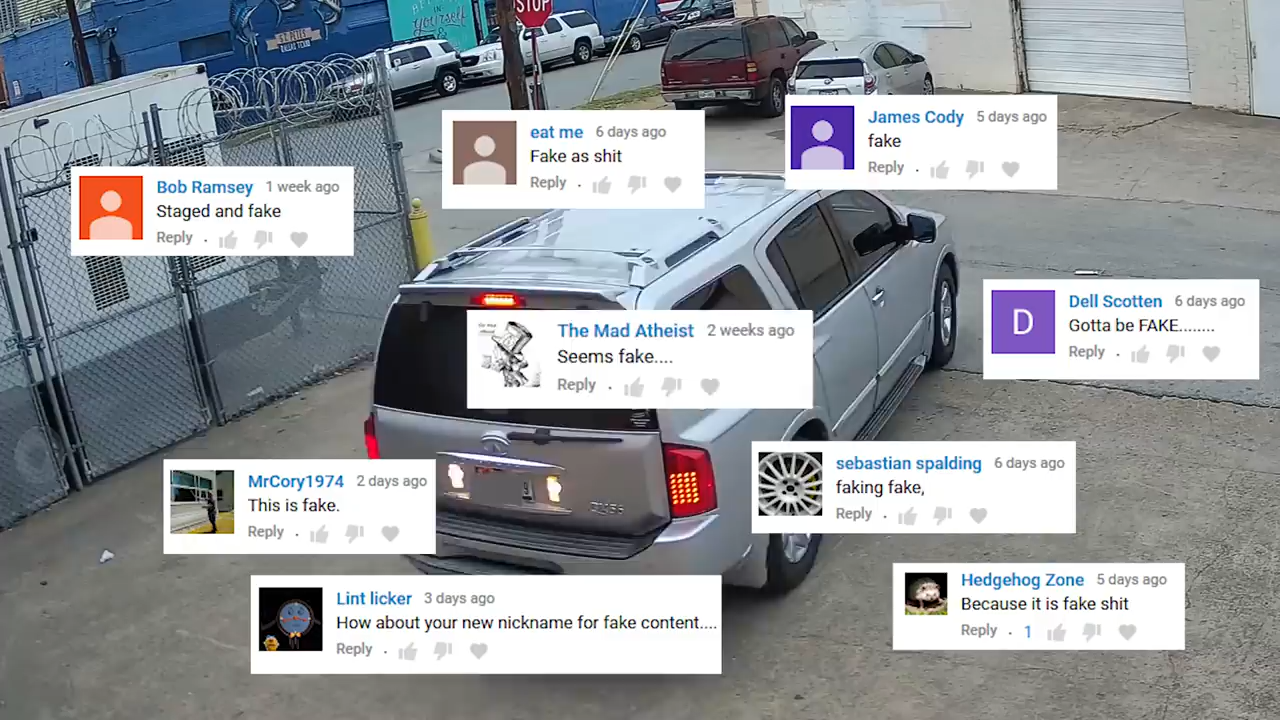 STOP
yourself
eat me 6 days ago
Fake as shit
Reply
James Cody 5 days ago
fake
Reply
Bob Ramsey 1 week ago
Staged and fake
Reply
Dell Scotten 6 days ago
D
Gotta be FAKE........
Reply
The Mad Atheist 2 weeks ago
Seems fake....
Reply
MrCory1974 2 days ago
This is fake.
Reply
sebastian spalding 6 days ago
faking fake,
Reply
Lint licker 3 days ago
How about your new nickname for fake content....
Reply
Hedgehog Zone 5 days ago
Because it is fake shit
Reply 1